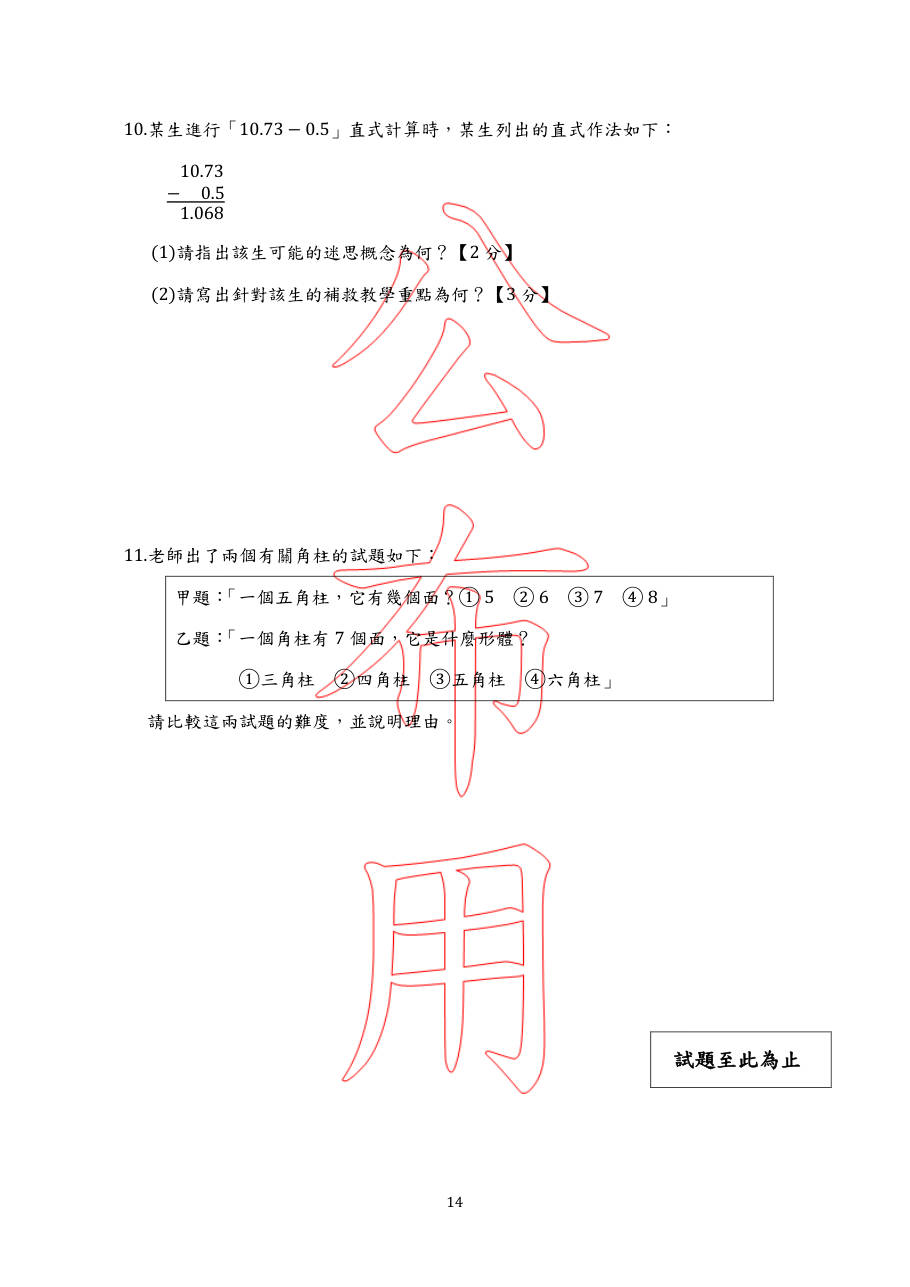 10.某生進行「10.73 − 0.5」直式計算時，某生列出的直式作法如下：
10.73
− 0.5
1.068
(1)請指出該生可能的迷思概念為何？【2 分】
(2)請寫出針對該生的補救教學重點為何？【3 分】
11.老師出了兩個有關角柱的試題如下：
甲題：「一個五角柱，它有幾個面？① 5 ② 6 ③ 7 ④ 8」
乙題：「一個角柱有 7 個面，它是什麼形體？
①三角柱 ②四角柱 ③五角柱 ④六角柱」
請比較這兩試題的難度，並說明理由。
公布用
試題至此為止
14